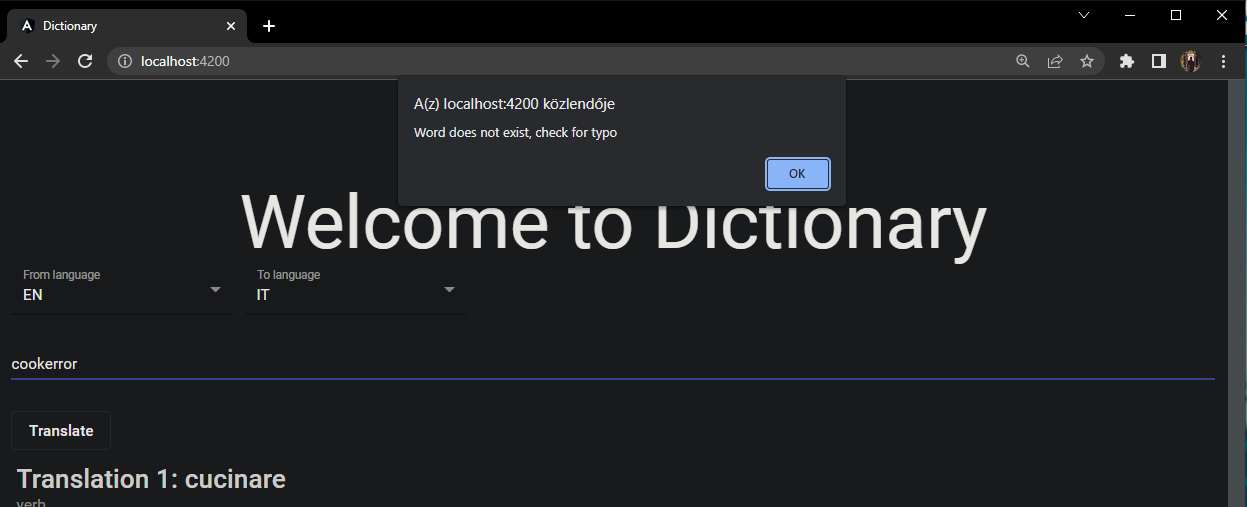 Dictionary
localhost:4200
A(z) localhost:4200 közlendője
Word does not exist, check for typo
OK
Welcome to Dictionary
From language
To language
EN
IT
cookerror
Translate
Translation 1: cucinare
verb